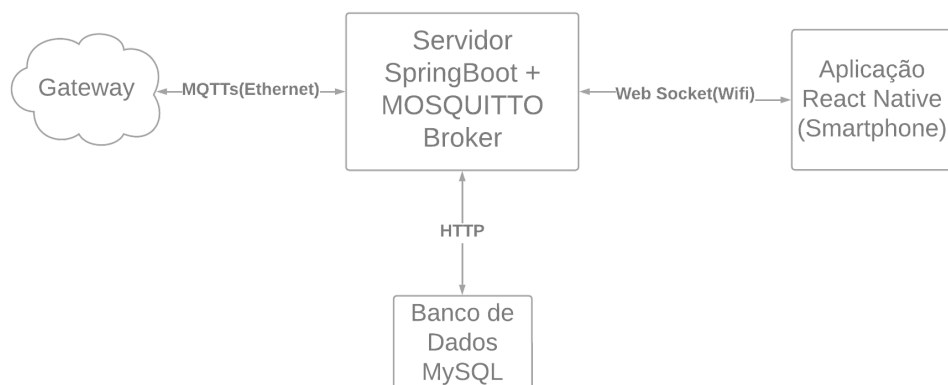 Gateway
MQTTs(Ethernet)
Servidor
SpringBoot +
MOSQUITTO
Broker
Web Socket(Wifi)
Aplicação
React Native
(Smartphone)
HTTP
Banco de
Dados
MySQL